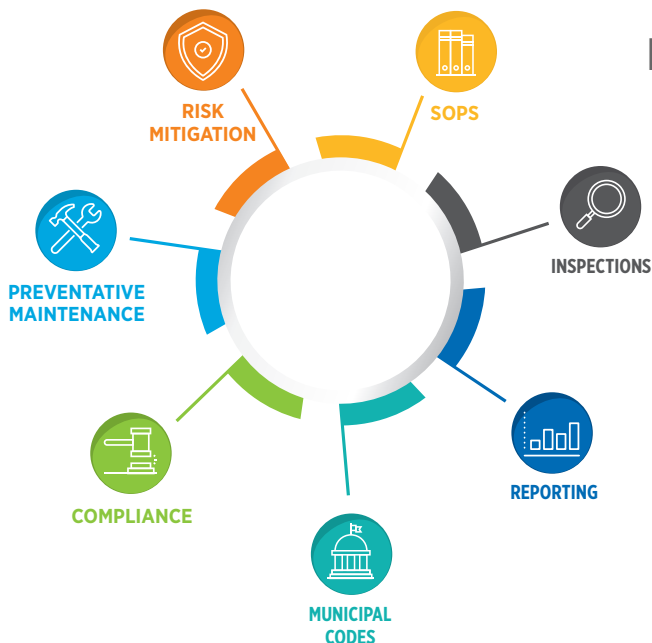 RISK
MITIGATION
SOPS
INSPECTIONS
REPORTING
MUNICIPAL
CODES
COMPLIANCE
PREVENTATIVE
MAINTENANCE